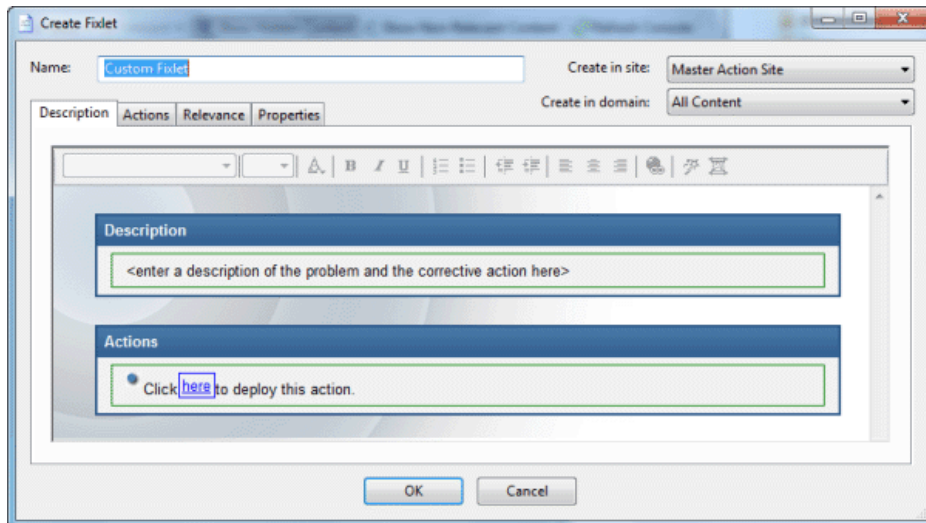 Create Fixlet
Name: Custom Fixlet Create in site: Master Action Site
Create in domain: All Content
Description Actions Relevance Properties
B I U
Description
<enter a description of the problem and the corrective action here>
Actions
Click here to deploy this action.
OK Cancel